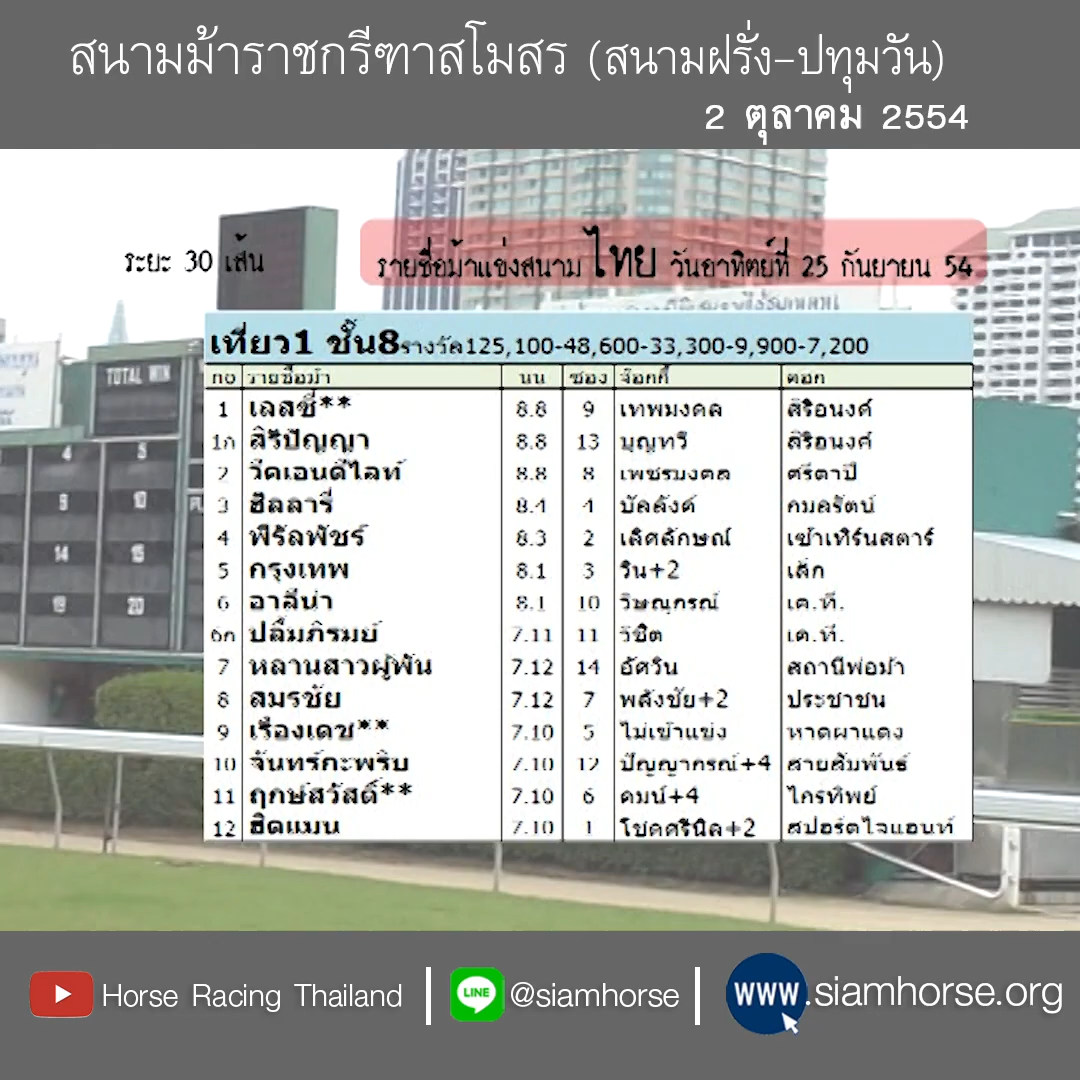 สนามม้าราชกรีฑาสโมสร (สนามฝรั่ง-ปทุมวัน)
2 ตุลาคม 2554
ระยะ 30 เส้น
รายชื่อม้าแข่งสนาม ไทย วันอาทิตย์ที่ 25 กันยายน 54
เที่ยว1 ชั้น8รางวัล125,100-48,600-33,300-9,900-7,200
no รายชื่อม้า นน ซอง จ๊อกกี้ คอก
1 เลสซี่** 8.8 9 เทพมงคล สิริอนงค์
1ก สิริปัญญา 8.8 13 บุญทวี สิริอนงค์
2 วีคเอนด์ไลท์ 8.8 8 เพชรมงคล ศรีตาปี
3 ฮิลลารี่ 8.4 4 บัลลังค์ กมลรัตน์
4 พีรัลพัชร์ 8.3 2 เลิศลักษณ์ เซ้าเทิร์นสตาร์
5 กรุงเทพ 8.1 3 วิน+2 เล็ก
6 อาลีน่า 8.1 10 วิษณุกรณ์ เค.ที.
6ก ปลื้มภิรมย์ 7.11 11 วิชิต เค.ที.
7 หลานสาวผู้พัน 7.12 14 อัศวิน สถานีพ่อม้า
8 สมรชัย 7.12 7 พลังชัย+2 ประชาชน
9 เรืองเดช** 7.10 5 ไม่เข้าแข่ง หาดผาแดง
10 จันทร์กะพริบ 7.10 12 ปัญญากรณ์+4 สายสัมพันธ์
11 ฤกษ์สวัสดิ์** 7.10 6 คมน์+4 ไกรทิพย์
12 ฮิตแมน 7.10 1 โชคศรีนิล+2 สปอร์ตไจแอนท์
TOTAL WIN
4 5
9 10
14 15
19 20
Horse Racing Thailand
LINE @siamhorse
www.siamhorse.org